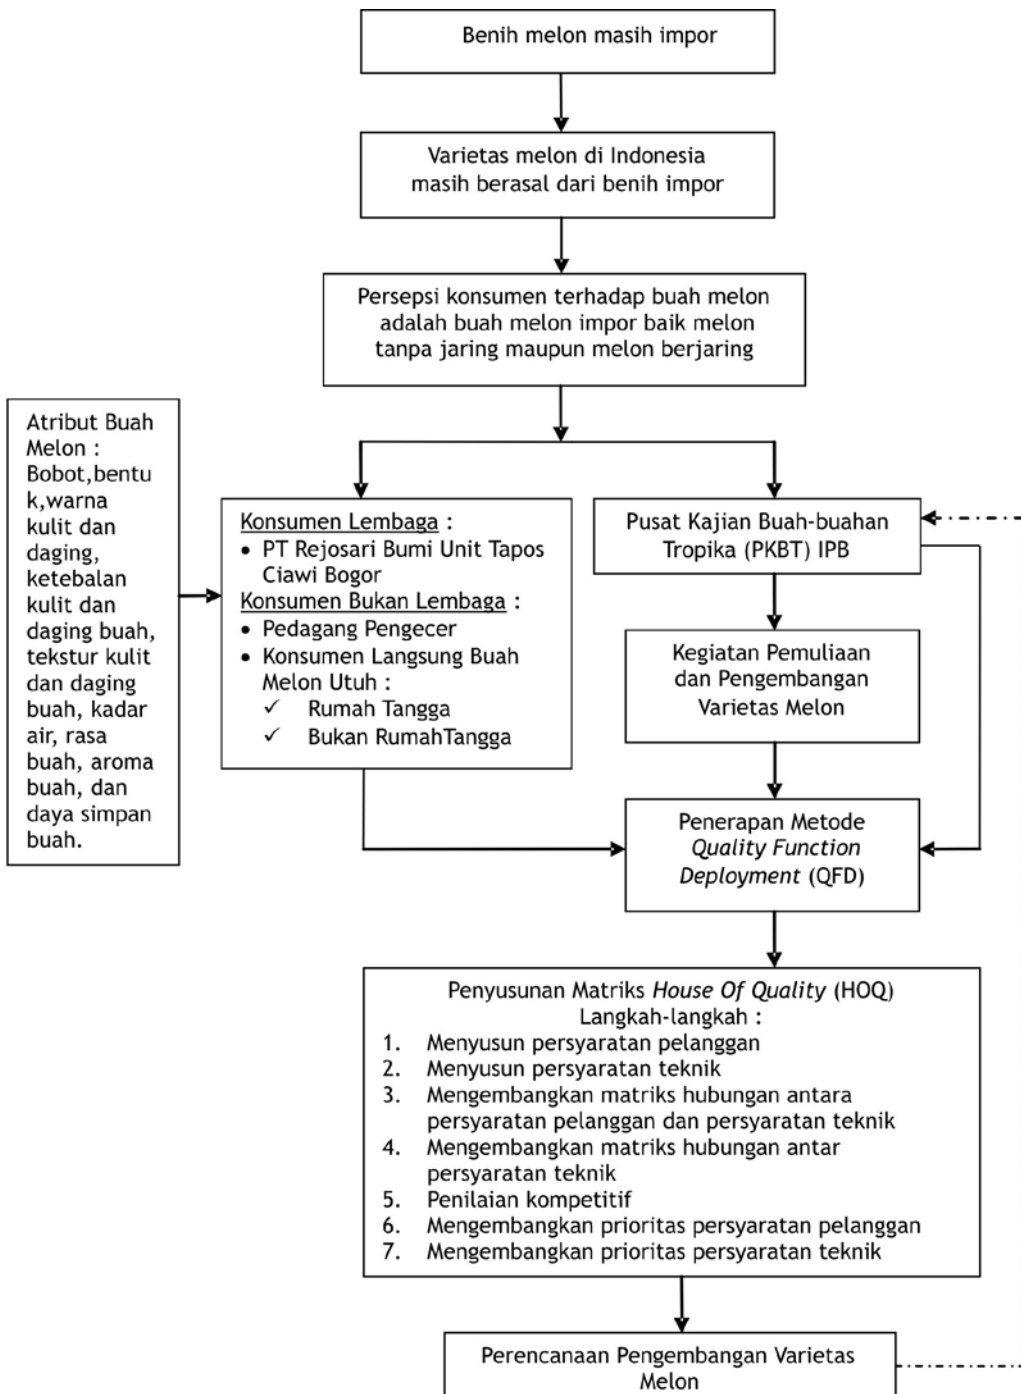 Benih melon masih impor
Varietas melon di Indonesia
masih berasal dari benih impor
Persepsi konsumen terhadap buah melon
adalah buah melon impor baik melon
tanpa jaring maupun melon berjaring
Atribut Buah
Melon :
Bobot,bentu
k,warna
kulit dan
daging,
ketebalan
kulit dan
daging buah,
tekstur kulit
dan daging
buah, kadar
air, rasa
buah, aroma
buah, dan
daya simpan
buah.
Konsumen Lembaga :
• PT Rejosari Bumi Unit Tapos
Ciawi Bogor
Konsumen Bukan Lembaga :
• Pedagang Pengecer
• Konsumen Langsung Buah
Melon Utuh :
✓ Rumah Tangga
✓ Bukan RumahTangga
Pusat Kajian Buah-buahan
Tropika (PKBT) IPB
Kegiatan Pemuliaan
dan Pengembangan
Varietas Melon
Penerapan Metode
Quality Function
Deployment (QFD)
Penyusunan Matriks House Of Quality (HOQ)
Langkah-langkah :
1. Menyusun persyaratan pelanggan
2. Menyusun persyaratan teknik
3. Mengembangkan matriks hubungan antara
persyaratan pelanggan dan persyaratan teknik
4. Mengembangkan matriks hubungan antar
persyaratan teknik
5. Penilaian kompetitif
6. Mengembangkan prioritas persyaratan pelanggan
7. Mengembangkan prioritas persyaratan teknik
Perencanaan Pengembangan Varietas
Melon